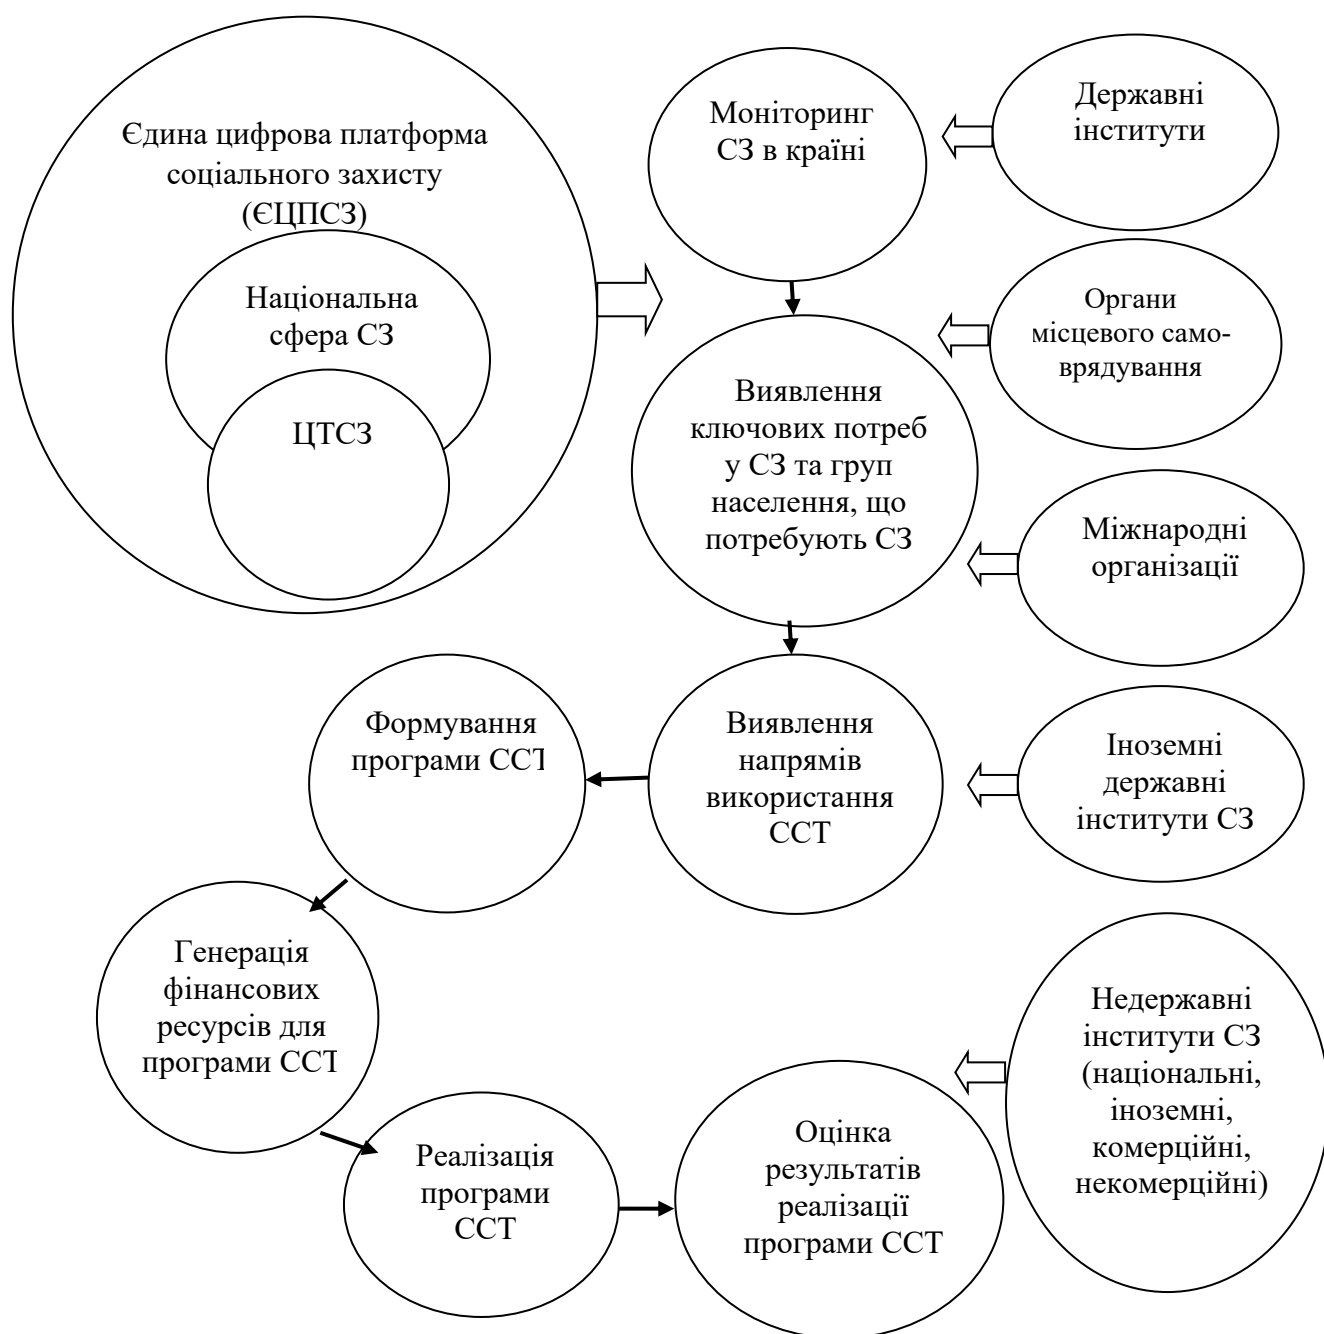 Єдина цифрова платформа
соціального захисту
(ЄЦПСЗ)
Національна
сфера СЗ
ЦТСЗ
Моніторинг
СЗ в країні
Державні
інститути
Органи
місцевого само-
врядування
Виявлення
ключових потреб
у СЗ та груп
населення, що
потребують СЗ
Міжнародні
організації
Формування
програми ССТ
Виявлення
напрямів
використання
ССТ
Іноземні
державні
інститути СЗ
Генерація
фінансових
ресурсів для
програми ССТ
Недержавні
інститути СЗ
(національні,
іноземні,
комерційні,
некомерційні)
Реалізація
програми
ССТ
Оцінка
результатів
реалізації
програми ССТ